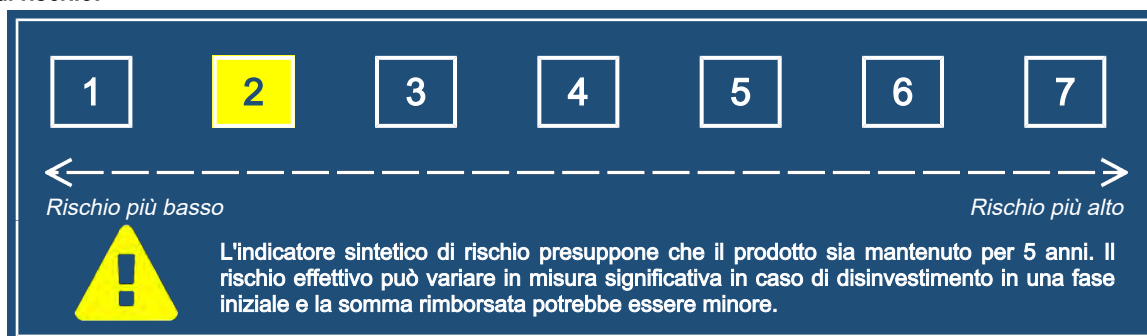 1 2 3 4 5 6 7
Rischio più basso Rischio più alto
L'indicatore sintetico di rischio presuppone che il prodotto sia mantenuto per 5 anni. Il
rischio effettivo può variare in misura significativa in caso di disinvestimento in una fase
iniziale e la somma rimborsata potrebbe essere minore.